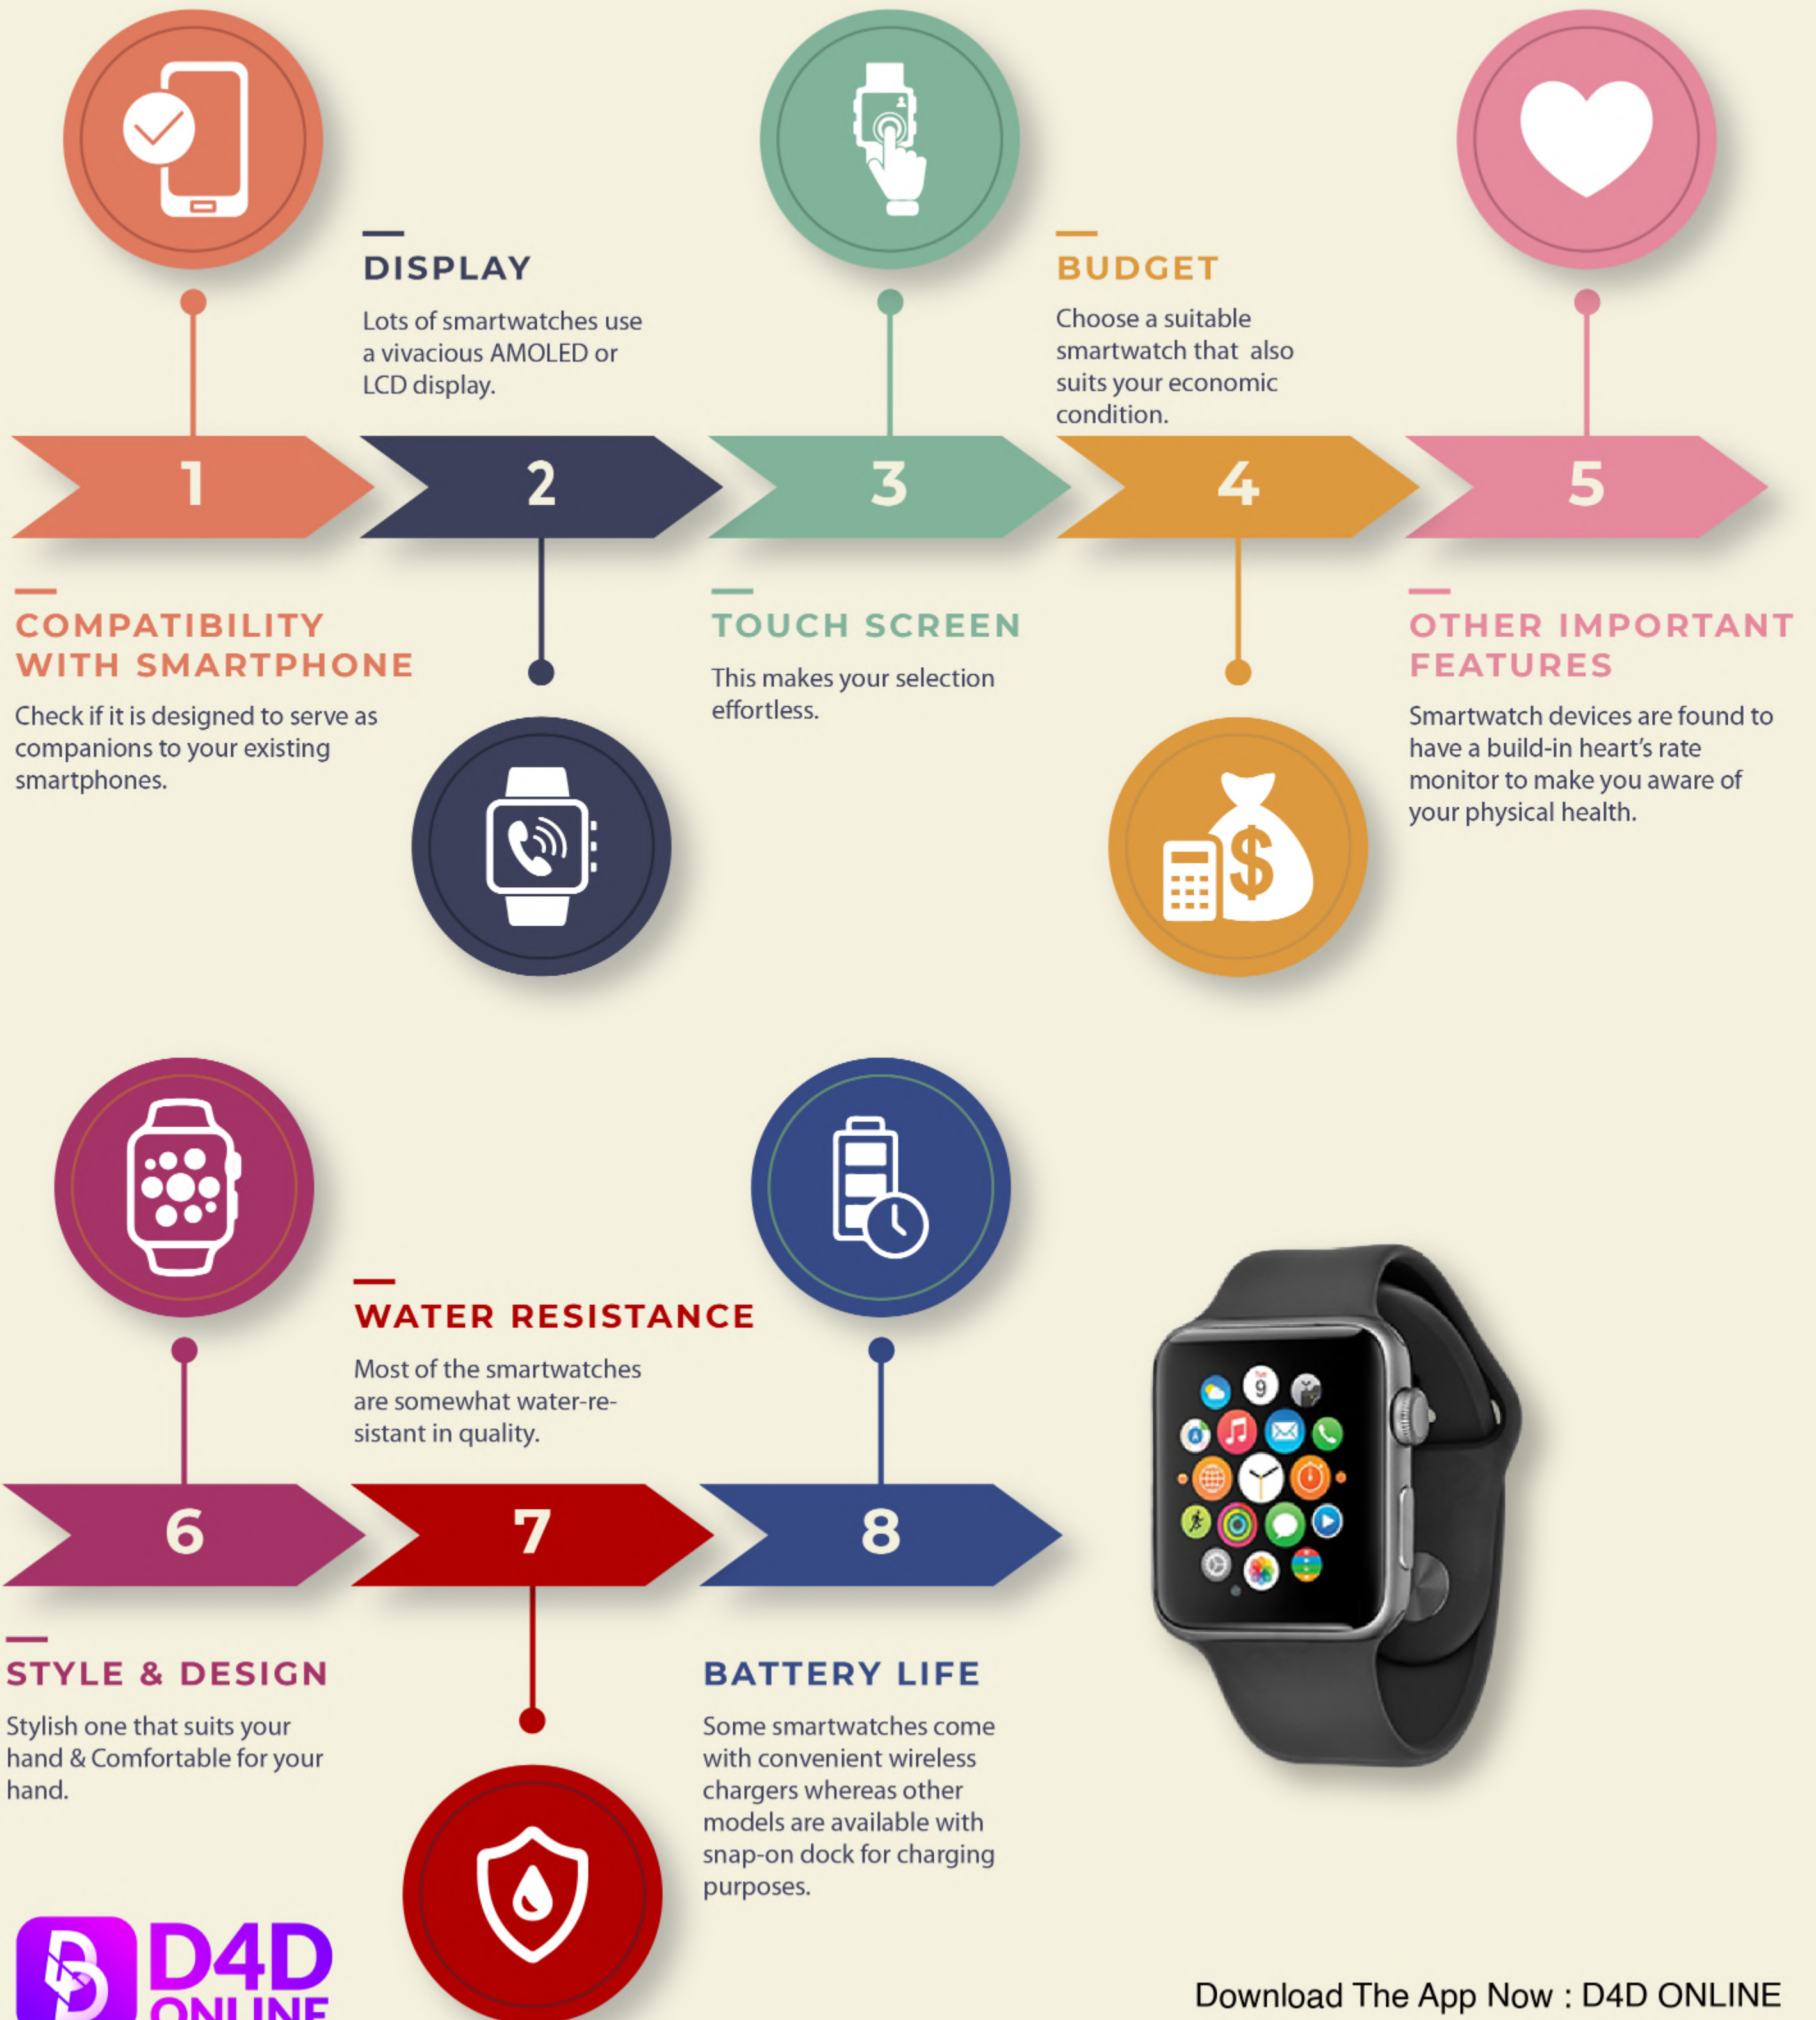 DISPLAY
Lots of smartwatches use
a vivacious AMOLED or
LCD display.
BUDGET
Choose a suitable
smartwatch that also
suits your economic
condition.
1
2
3
4
5
COMPATIBILITY
WITH SMARTPHONE
Check if it is designed to serve as
companions to your existing
smartphones.
TOUCH SCREEN
This makes your selection
effortless.
OTHER IMPORTANT
FEATURES
Smartwatch devices are found to
have a build-in heart's rate
monitor to make you aware of
your physical health.
$
WATER RESISTANCE
Most of the smartwatches
are somewhat water-re-
sistant in quality.
9
6
7
8
STYLE & DESIGN
Stylish one that suits your
hand & Comfortable for your
hand.
BATTERY LIFE
Some smartwatches come
with convenient wireless
chargers whereas other
models are available with
snap-on dock for charging
purposes.
D4D
ONLINE
Download The App Now : D4D ONLINE